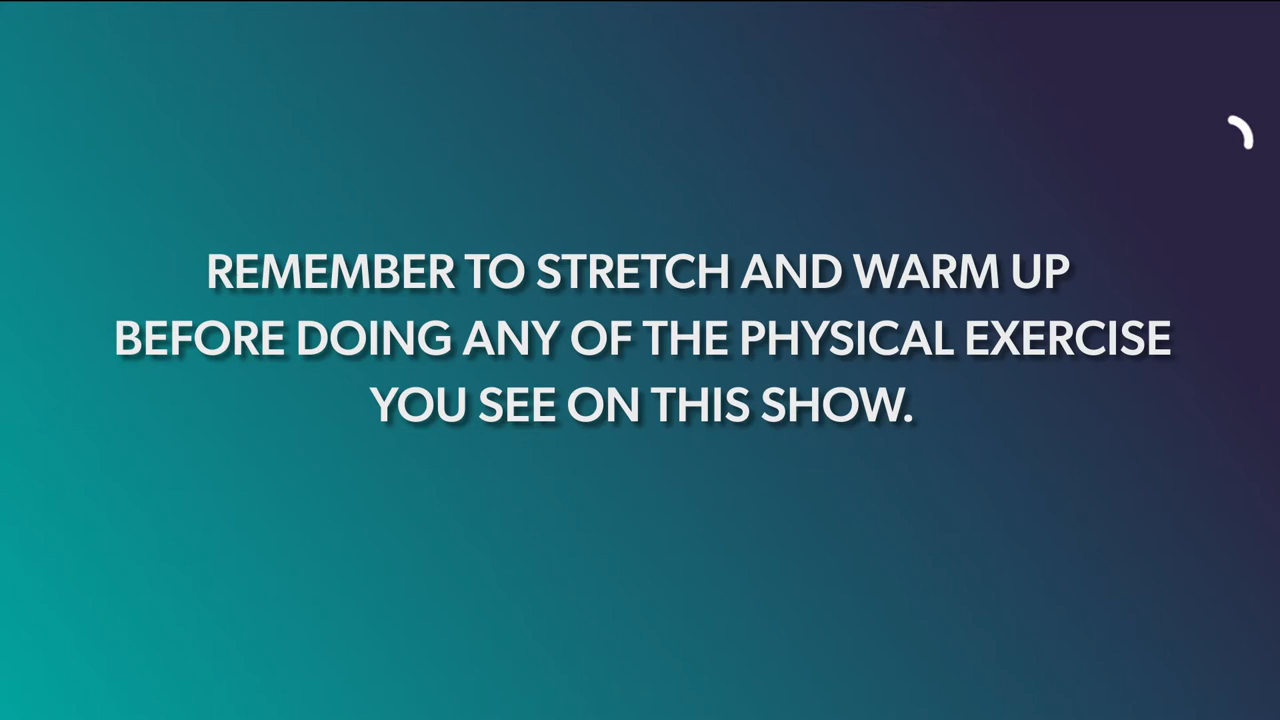 REMEMBER TO STRETCH AND WARM UP
BEFORE DOING ANY OF THE PHYSICAL EXERCISE
YOU SEE ON THIS SHOW.